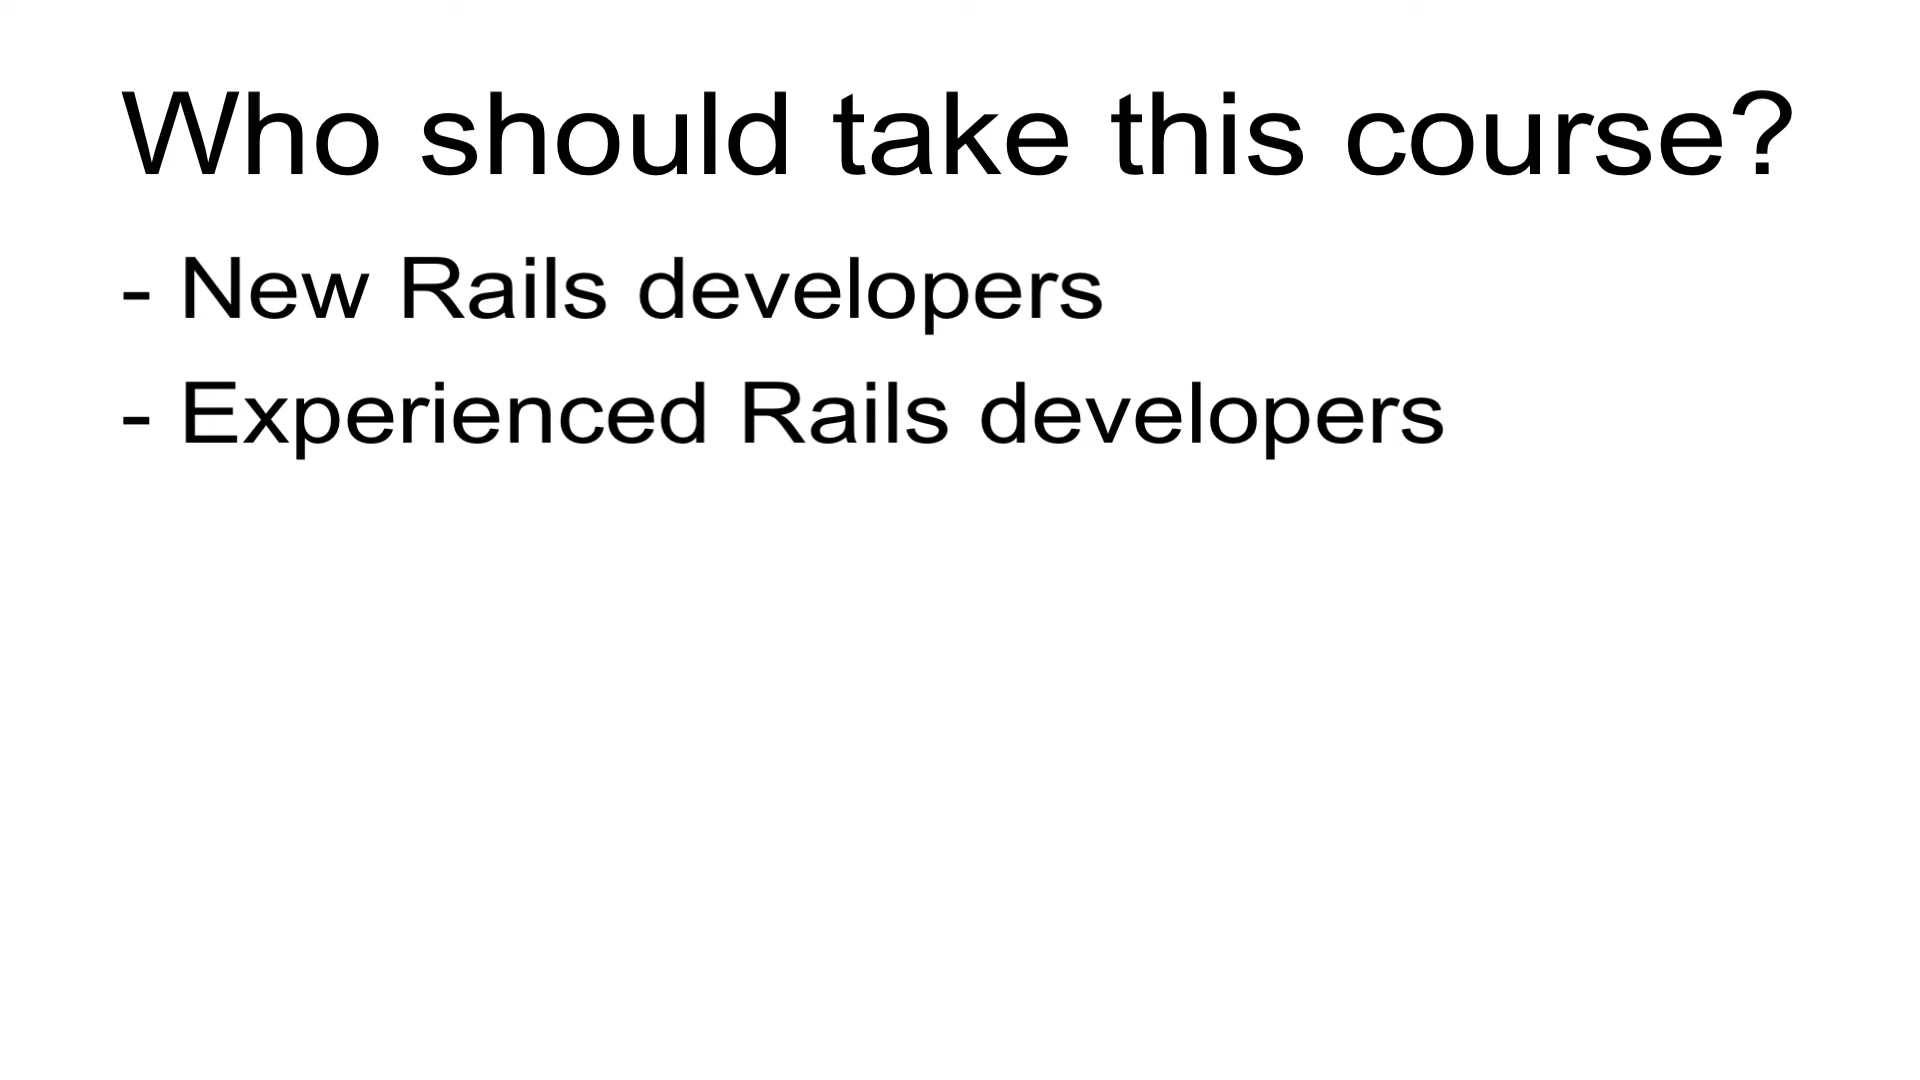 Who should take this course?
- New Rails developers
- Experienced Rails developers